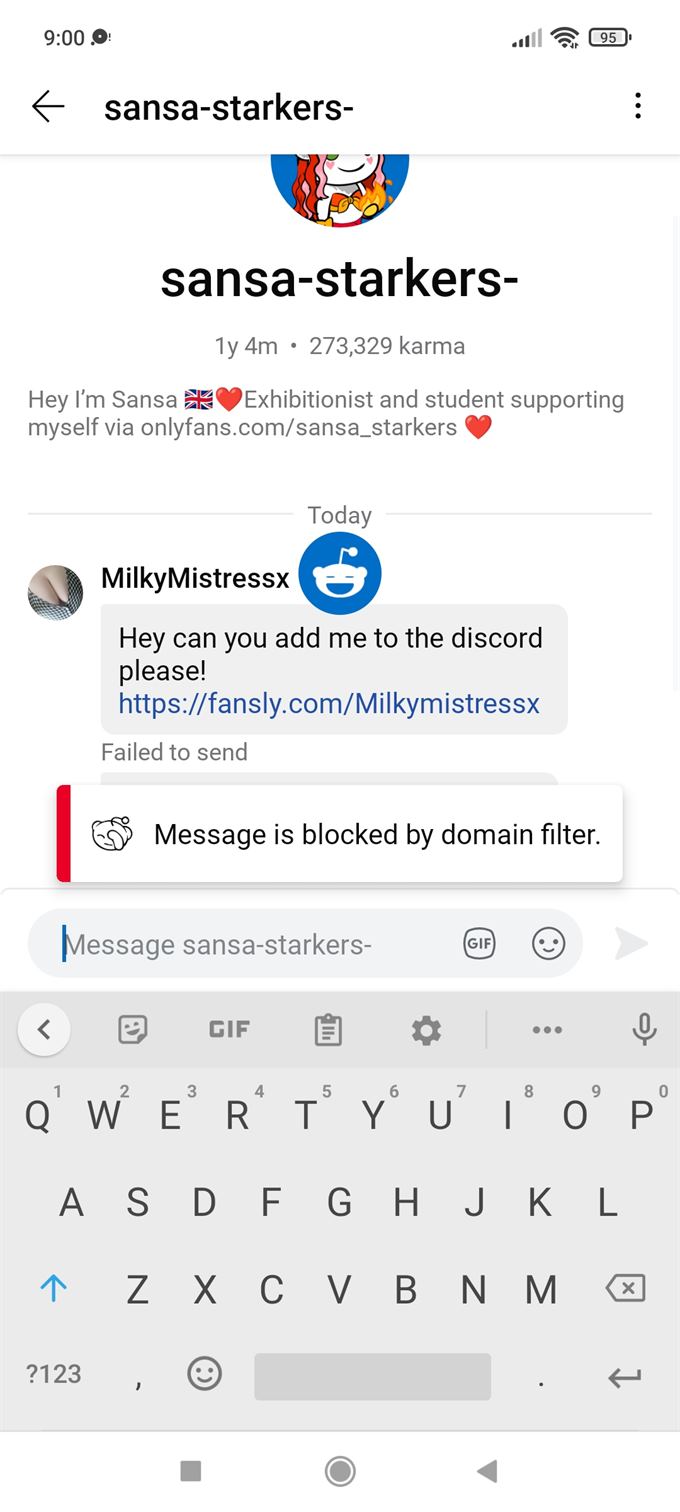 9:00
95
sansa-starkers-
sansa-starkers-
1y 4m • 273,329 karma
Hey I'm Sansa 🇬🇧❤️Exhibitionist and student supporting
myself via onlyfans.com/sansa_starkers ❤️
Today
MilkyMistressx
Hey can you add me to the discord
please!
https://fansly.com/Milkymistressx
Failed to send
Message is blocked by domain filter.
Message sansa-starkers-
GIF
GIF
1 2 3 4 5 6 7 8 9 0
Q W E R T Y U I O P
A S D F G H J K L
Z X C V B N M
?123 , .